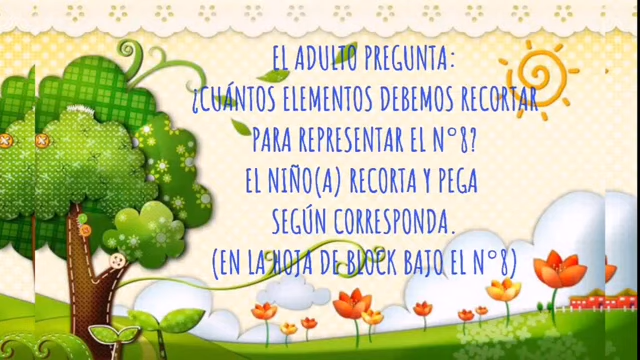 EL ADULTO PREGUNTA:
¿CUÁNTOS ELEMENTOS DEBEMOS RECORTAR
PARA REPRESENTAR EL N°8?
EL NIÑO(A) RECORTA Y PEGA
SEGÚN CORRESPONDA.
(EN LA HOJA DE BLOCK BAJO EL N°8)